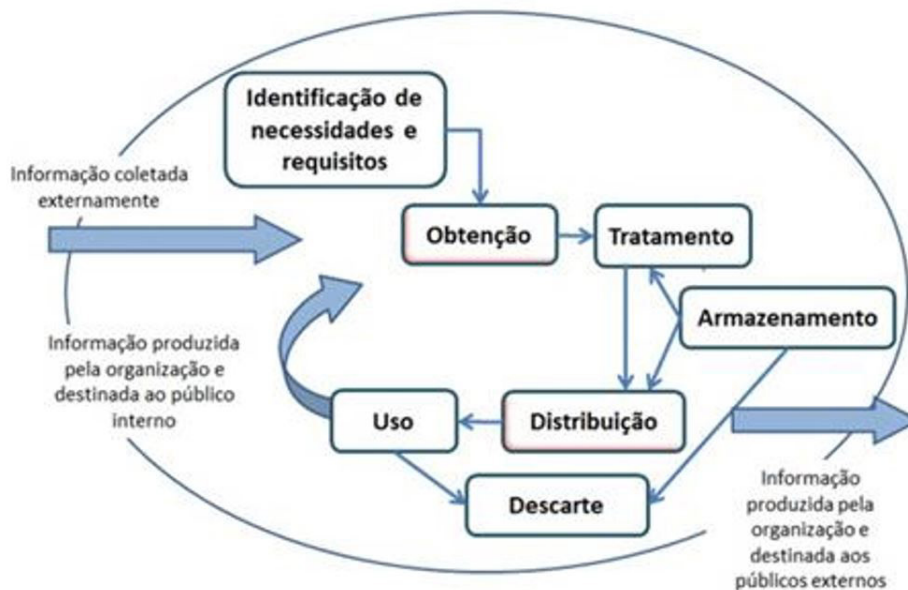 Identificação de
necessidades e
requisitos
Informação coletada
externamente
Obtenção
Tratamento
Armazenamento
Informação produzida
pela organização e
destinada ao público
interno
Uso
Distribuição
Descarte
Informação
produzida pela
organização e
destinada aos
públicos externos